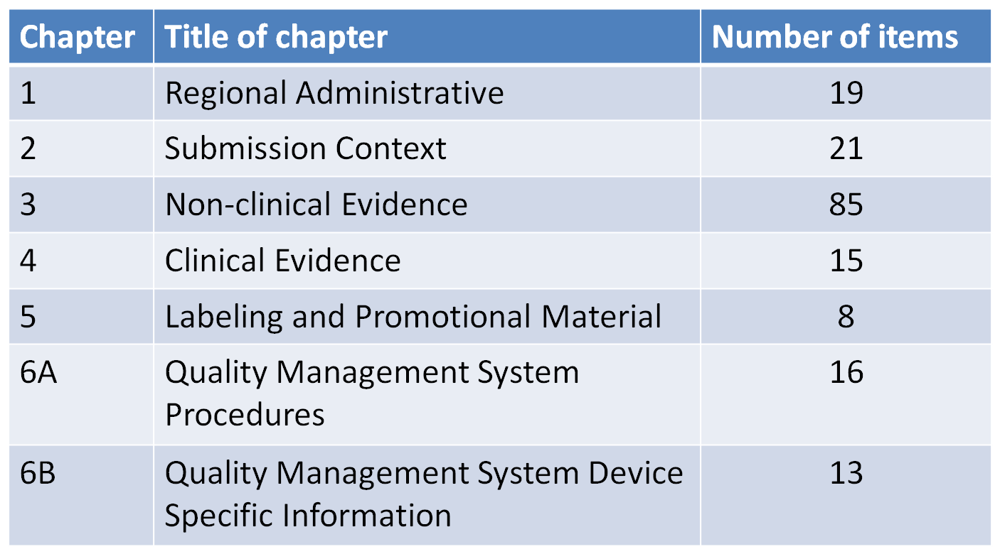 Chapter Title of chapter Number of items
1 Regional Administrative 19
2 Submission Context 21
3 Non-clinical Evidence 85
4 Clinical Evidence 15
5 Labeling and Promotional Material 8
6A Quality Management System 16
Procedures
6B Quality Management System Device 13
Specific Information